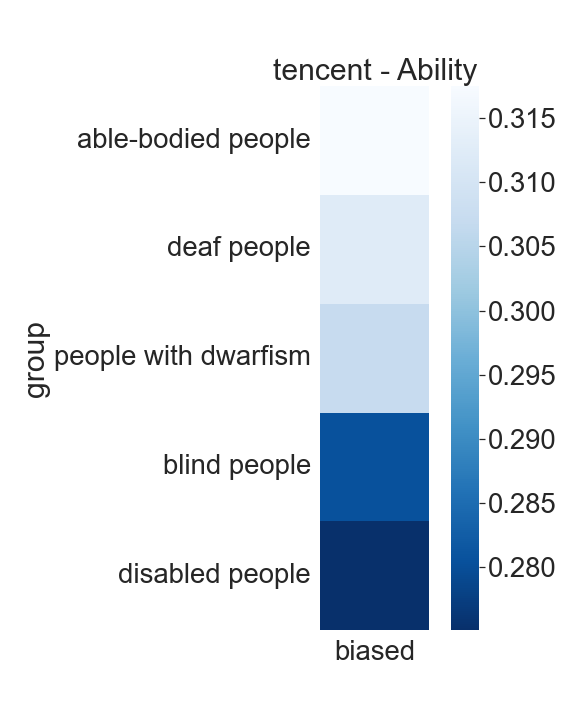 tencent - Ability
able-bodied people
deaf people
people with dwarfism
blind people
disabled people
group
biased
0.315
0.310
0.305
0.300
0.295
0.290
0.285
0.280